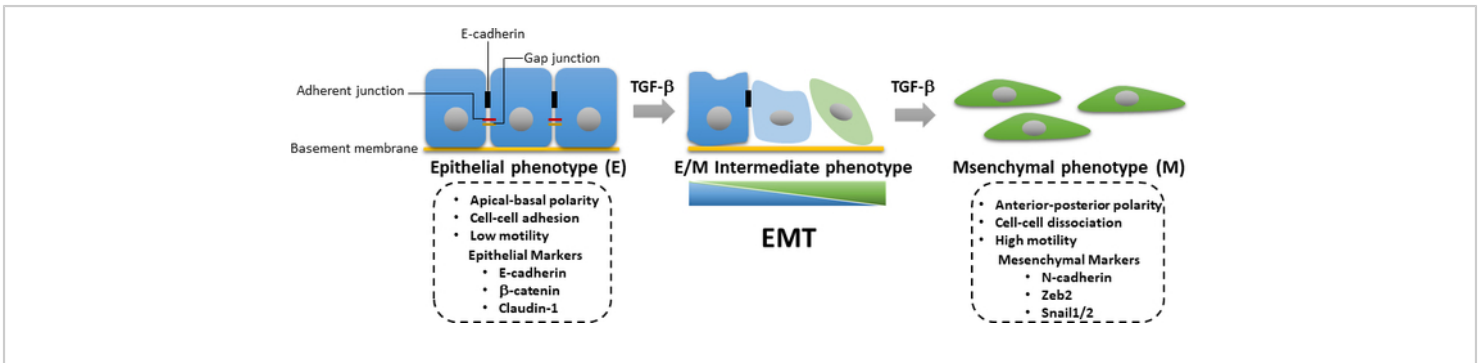 E-cadherin
Gap junction
Adherent junction
Basement membrane
TGF-β
TGF-β
Epithelial phenotype (E)
E/M Intermediate phenotype
Msenchymal phenotype (M)
• Apical-basal polarity
• Cell-cell adhesion
• Low motility
Epithelial Markers
• E-cadherin
• β-catenin
• Claudin-1
EMT
• Anterior-posterior polarity
• Cell-cell dissociation
• High motility
Mesenchymal Markers
• N-cadherin
• Zeb2
• Snail1/2